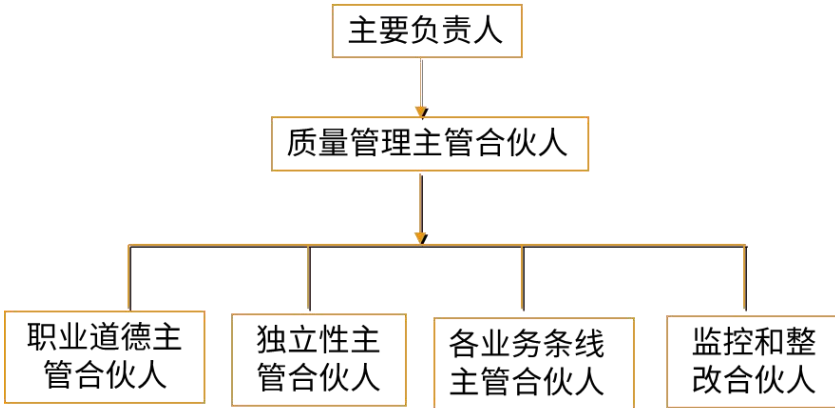 主要负责人
质量管理主管合伙人
职业道德主
管合伙人
独立性主
管合伙人
各业务条线
主管合伙人
监控和整
改合伙人